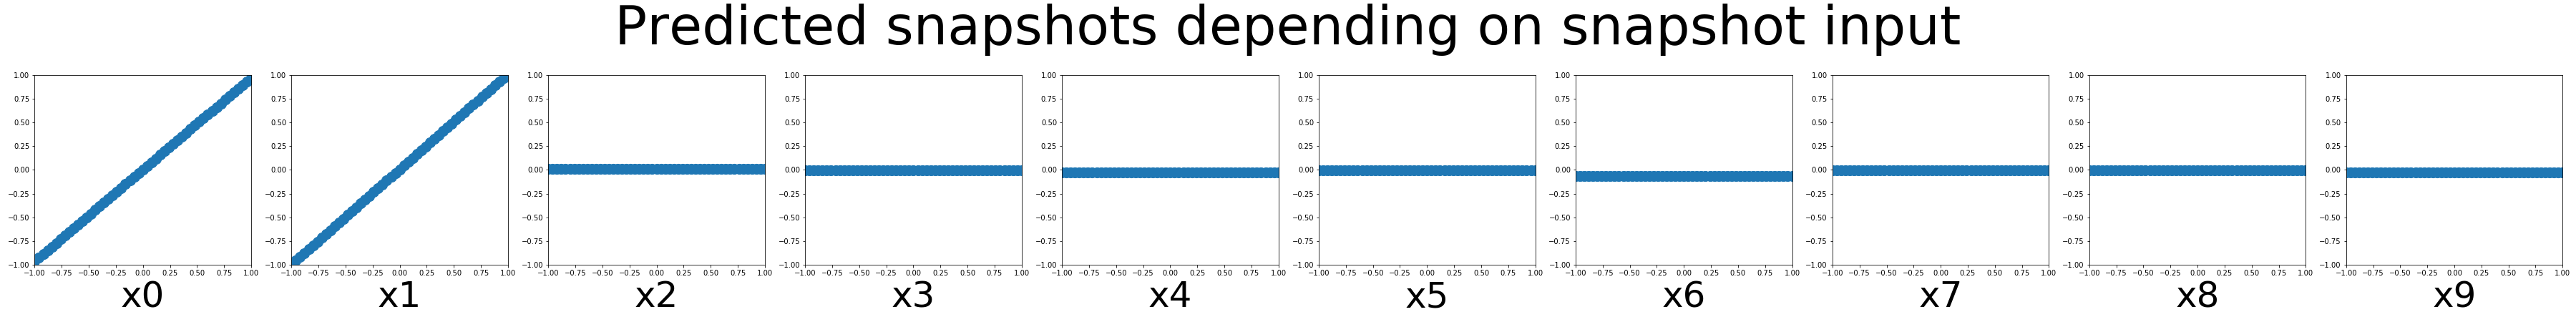 Predicted snapshots depending on snapshot input
1.00 1.00 1.00 1.00 1.00 1.00 1.00 1.00 1.00 1.00
0.75 0.75 0.75 0.75 0.75 0.75 0.75 0.75 0.75 0.75
0.50 0.50 0.50 0.50 0.50 0.50 0.50 0.50 0.50 0.50
0.25 0.25 0.25 0.25 0.25 0.25 0.25 0.25 0.25 0.25
0.00 0.00 0.00 0.00 0.00 0.00 0.00 0.00 0.00 0.00
−0.25 −0.25 −0.25 −0.25 −0.25 −0.25 −0.25 −0.25 −0.25 −0.25
−0.50 −0.50 −0.50 −0.50 −0.50 −0.50 −0.50 −0.50 −0.50 −0.50
−0.75 −0.75 −0.75 −0.75 −0.75 −0.75 −0.75 −0.75 −0.75 −0.75
−1.00 −1.00 −1.00 −1.00 −1.00 −1.00 −1.00 −1.00 −1.00 −1.00
−1.00 −0.75 −0.50 −0.25 0.00 0.25 0.50 0.75 1.00 −1.00 −0.75 −0.50 −0.25 0.00 0.25 0.50 0.75 1.00 −1.00 −0.75 −0.50 −0.25 0.00 0.25 0.50 0.75 1.00 −1.00 −0.75 −0.50 −0.25 0.00 0.25 0.50 0.75 1.00 −1.00 −0.75 −0.50 −0.25 0.00 0.25 0.50 0.75 1.00 −1.00 −0.75 −0.50 −0.25 0.00 0.25 0.50 0.75 1.00 −1.00 −0.75 −0.50 −0.25 0.00 0.25 0.50 0.75 1.00 −1.00 −0.75 −0.50 −0.25 0.00 0.25 0.50 0.75 1.00 −1.00 −0.75 −0.50 −0.25 0.00 0.25 0.50 0.75 1.00 −1.00 −0.75 −0.50 −0.25 0.00 0.25 0.50 0.75 1.00
x0 x1 x2 x3 x4 x5 x6 x7 x8 x9